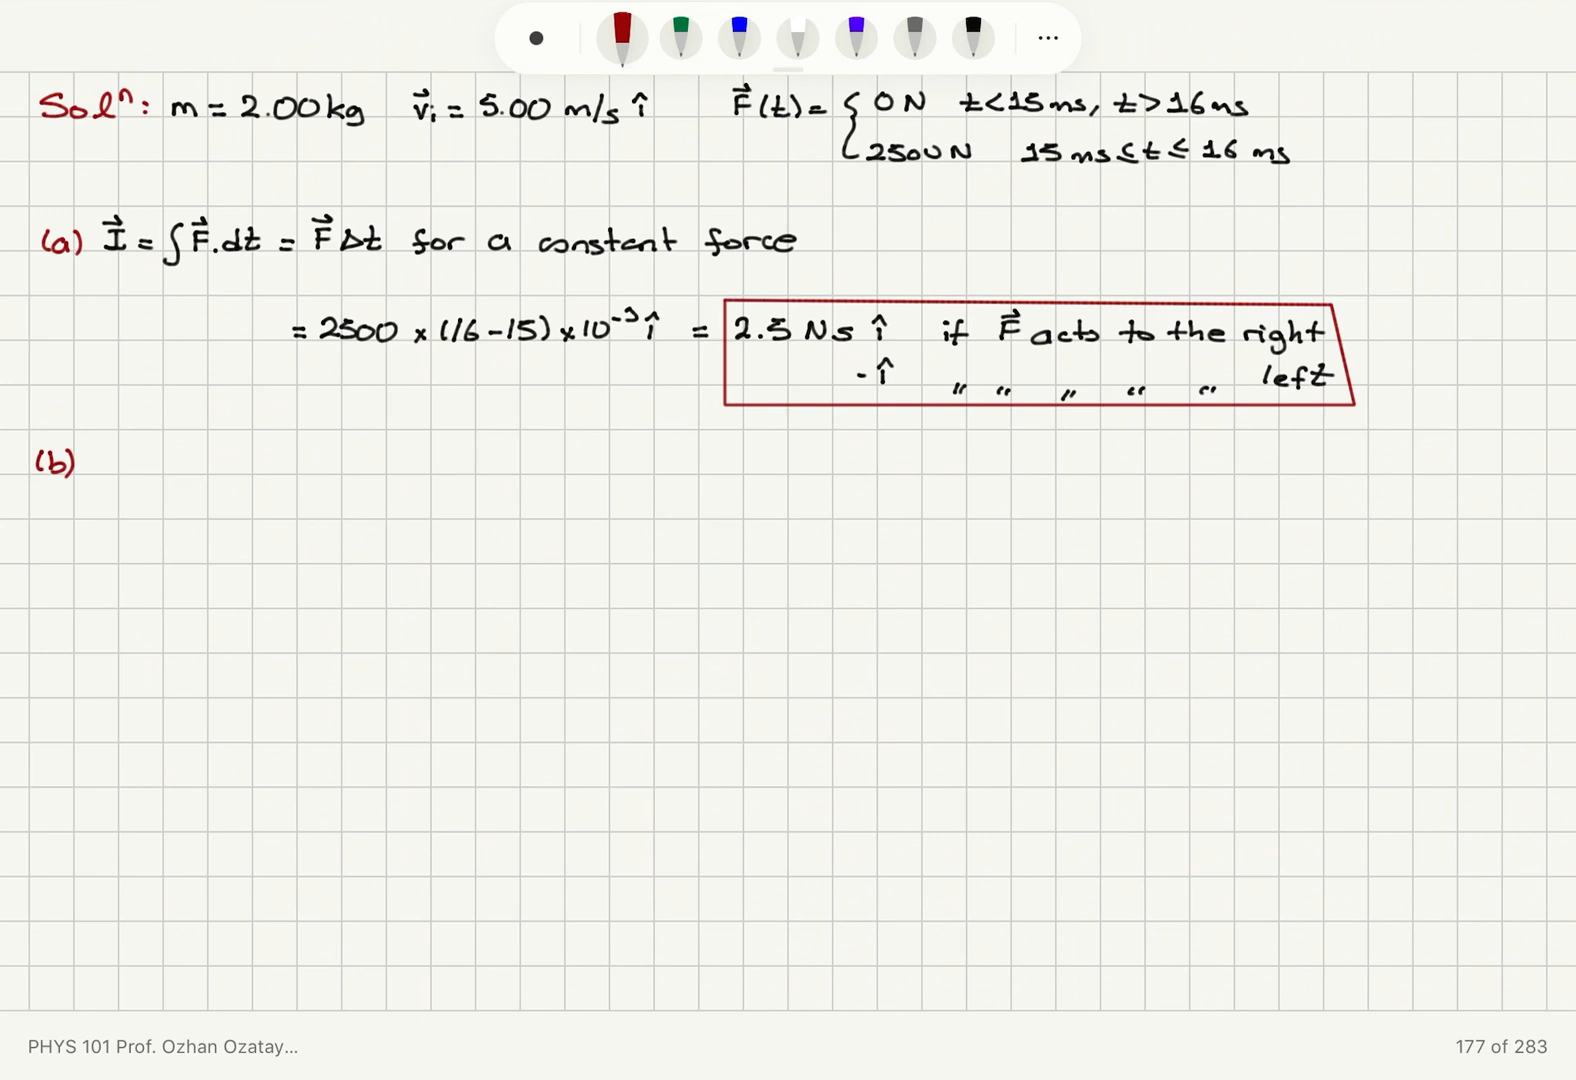 Solⁿ: m = 2.00 kg v⃗ᵢ = 5.00 m/s î F⃗(t) = { 0 N t < 15 ms, t > 16 ms
2500 N 15 ms ≤ t ≤ 16 ms
(a) I⃗ = ∫F⃗.dt = F⃗ Δt for a constant force
= 2500 × (16 - 15) × 10⁻³ î = 2.5 Ns î if F⃗ acts to the right
-î " " " " " left
(b)
PHYS 101 Prof. Ozhan Ozatay... 177 of 283